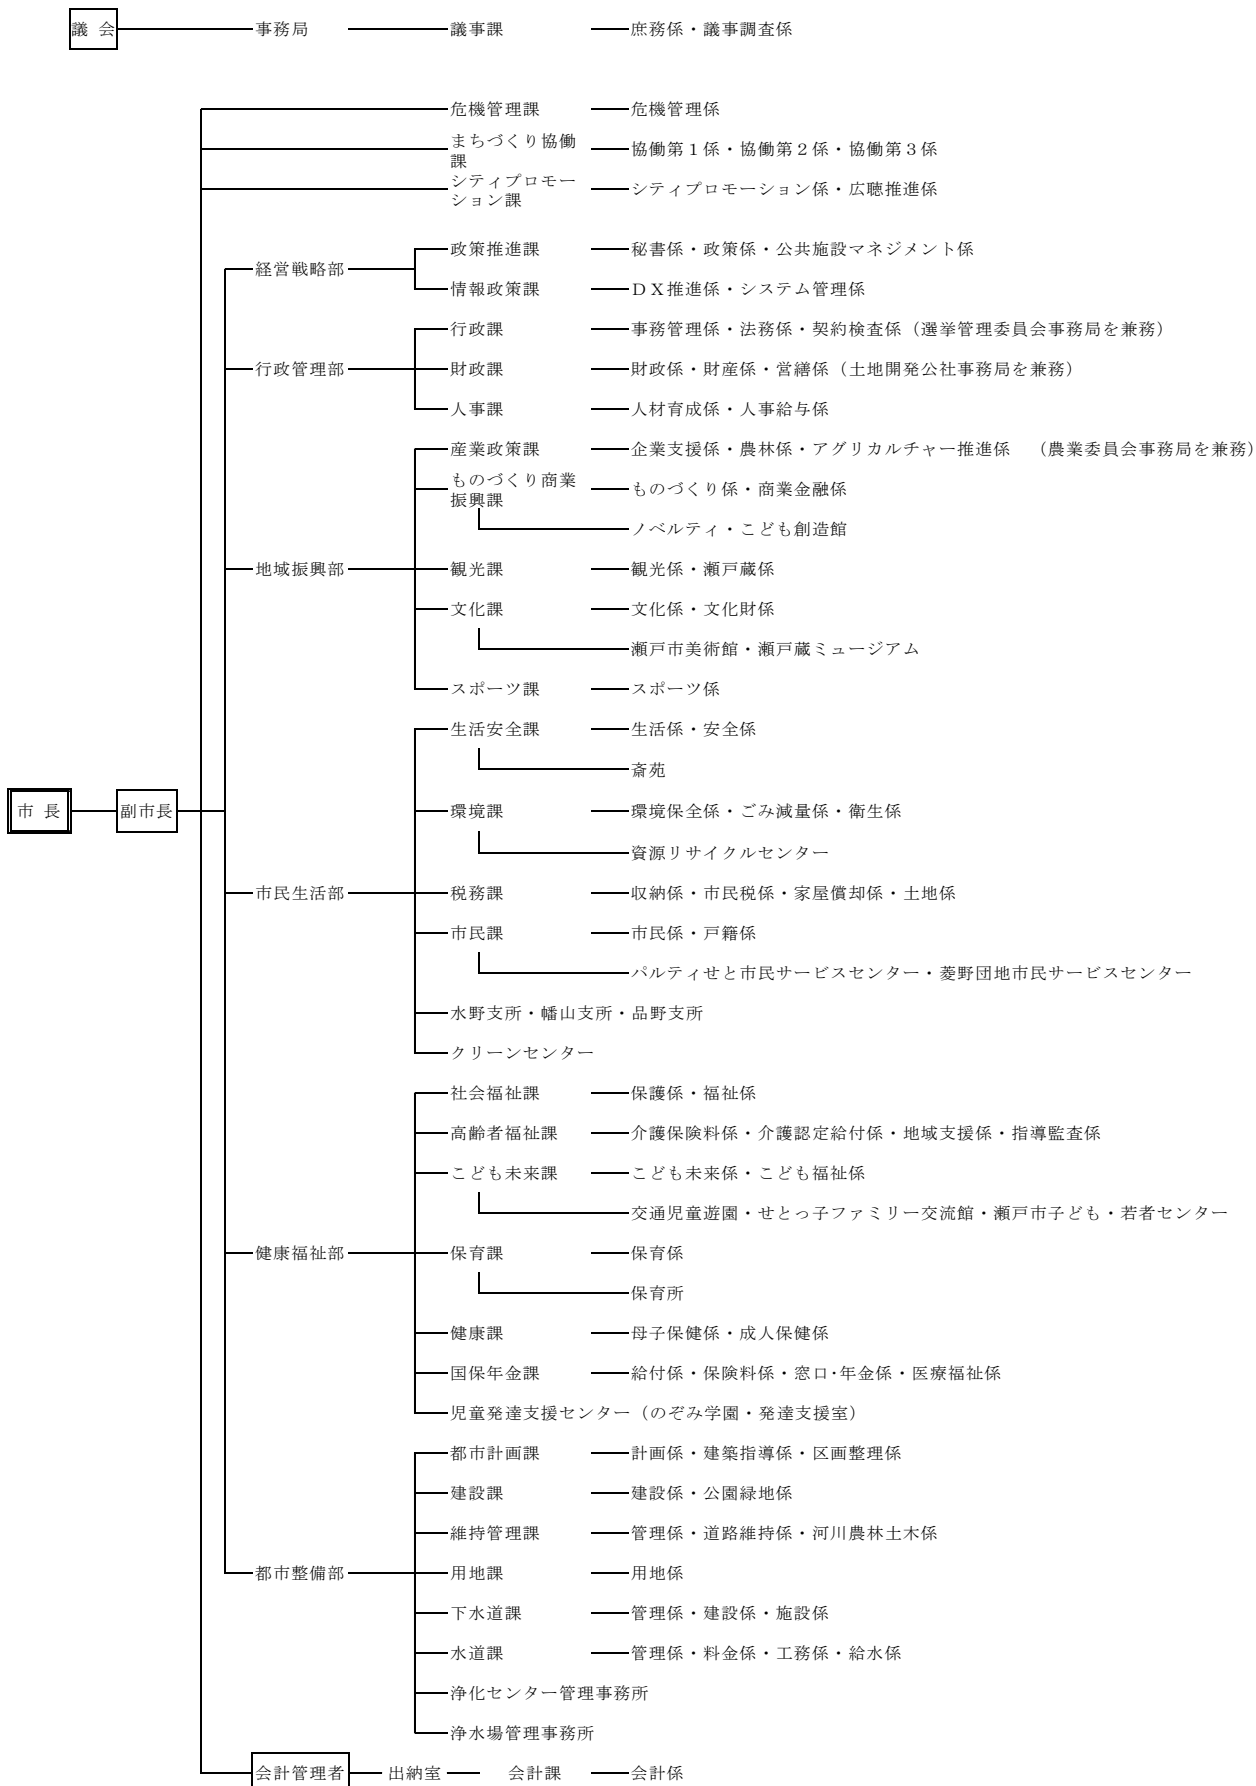 議 会 事務局 議事課 庶務係・議事調査係
危機管理課 危機管理係
まちづくり協働
課
協働第１係・協働第２係・協働第３係
シティプロモー
ション課
シティプロモーション係・広聴推進係
政策推進課 秘書係・政策係・公共施設マネジメント係
経営戦略部
情報政策課 ＤＸ推進係・システム管理係
行政課 事務管理係・法務係・契約検査係（選挙管理委員会事務局を兼務）
行政管理部 財政課 財政係・財産係・営繕係（土地開発公社事務局を兼務）
人事課 人材育成係・人事給与係
産業政策課 企業支援係・農林係・アグリカルチャー推進係 （農業委員会事務局を兼務）
ものづくり商業
振興課
ものづくり係・商業金融係
ノベルティ・こども創造館
地域振興部 観光課 観光係・瀬戸蔵係
文化課 文化係・文化財係
瀬戸市美術館・瀬戸蔵ミュージアム
スポーツ課 スポーツ係
生活安全課 生活係・安全係
斎苑
市 長 副市長 環境課 環境保全係・ごみ減量係・衛生係
資源リサイクルセンター
市民生活部 税務課 収納係・市民税係・家屋償却係・土地係
市民課 市民係・戸籍係
パルティせと市民サービスセンター・菱野団地市民サービスセンター
水野支所・幡山支所・品野支所
クリーンセンター
社会福祉課 保護係・福祉係
高齢者福祉課 介護保険料係・介護認定給付係・地域支援係・指導監査係
こども未来課 こども未来係・こども福祉係
交通児童遊園・せとっ子ファミリー交流館・瀬戸市子ども・若者センター
健康福祉部 保育課 保育係
保育所
健康課 母子保健係・成人保健係
国保年金課 給付係・保険料係・窓口･年金係・医療福祉係
児童発達支援センター（のぞみ学園・発達支援室）
都市計画課 計画係・建築指導係・区画整理係
建設課 建設係・公園緑地係
維持管理課 管理係・道路維持係・河川農林土木係
都市整備部 用地課 用地係
下水道課 管理係・建設係・施設係
水道課 管理係・料金係・工務係・給水係
浄化センター管理事務所
浄水場管理事務所
会計管理者 出納室 会計課 会計係